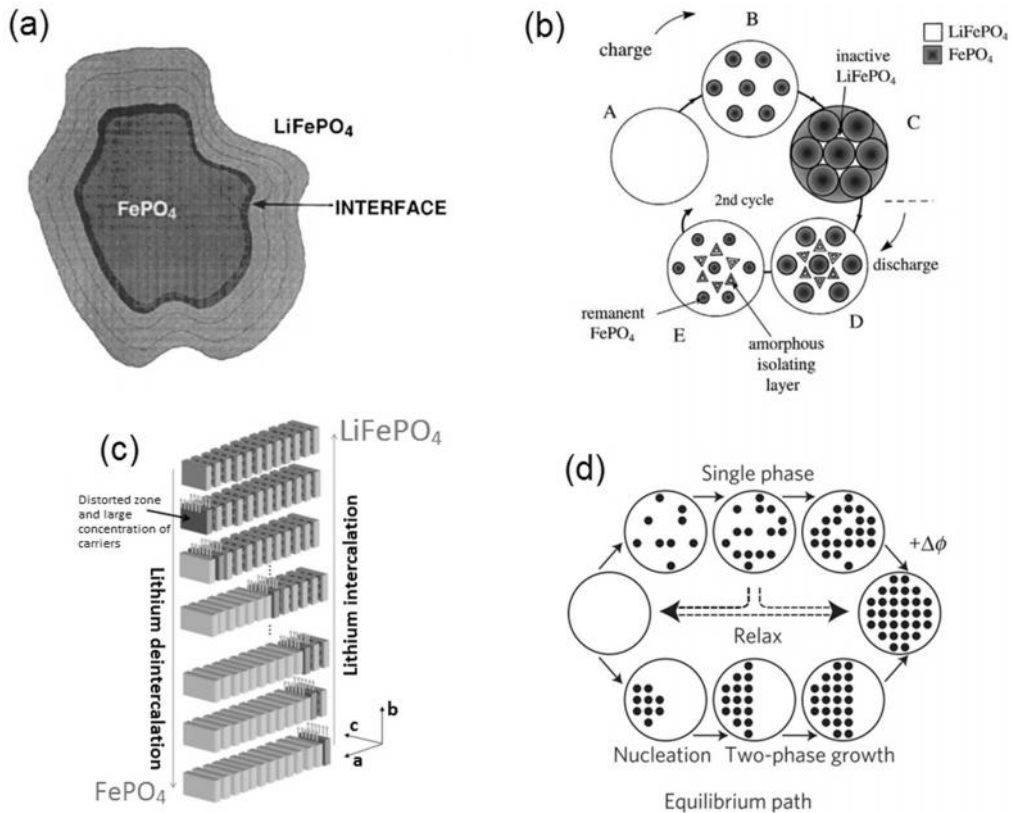 (a)
LiFePO4
FePO4
INTERFACE
(b)
charge
B
LiFePO4
FePO4
inactive
LiFePO4
A
C
2nd cycle
discharge
remanent
FePO4
E
D
amorphous
isolating
layer
(c)
LiFePO4
Distorted zone
and large
concentration of
carriers
Lithium deintercalation
Lithium intercalation
b
c
a
FePO4
(d)
Single phase
+Δϕ
Relax
Nucleation
Two-phase growth
Equilibrium path